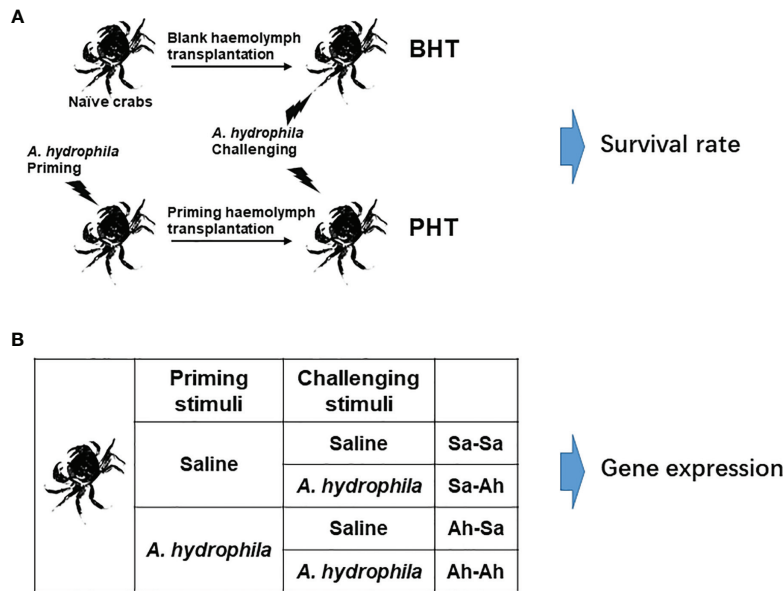 A
Blank haemolymph
transplantation
BHT
Naïve crabs
A. hydrophila
Challenging
Survival rate
A. hydrophila
Priming
Priming haemolymph
transplantation
PHT
B
Priming
stimuli
Challenging
stimuli
Saline
Saline
Sa-Sa
A. hydrophila
Sa-Ah
Gene expression
A. hydrophila
Saline
Ah-Sa
A. hydrophila
Ah-Ah